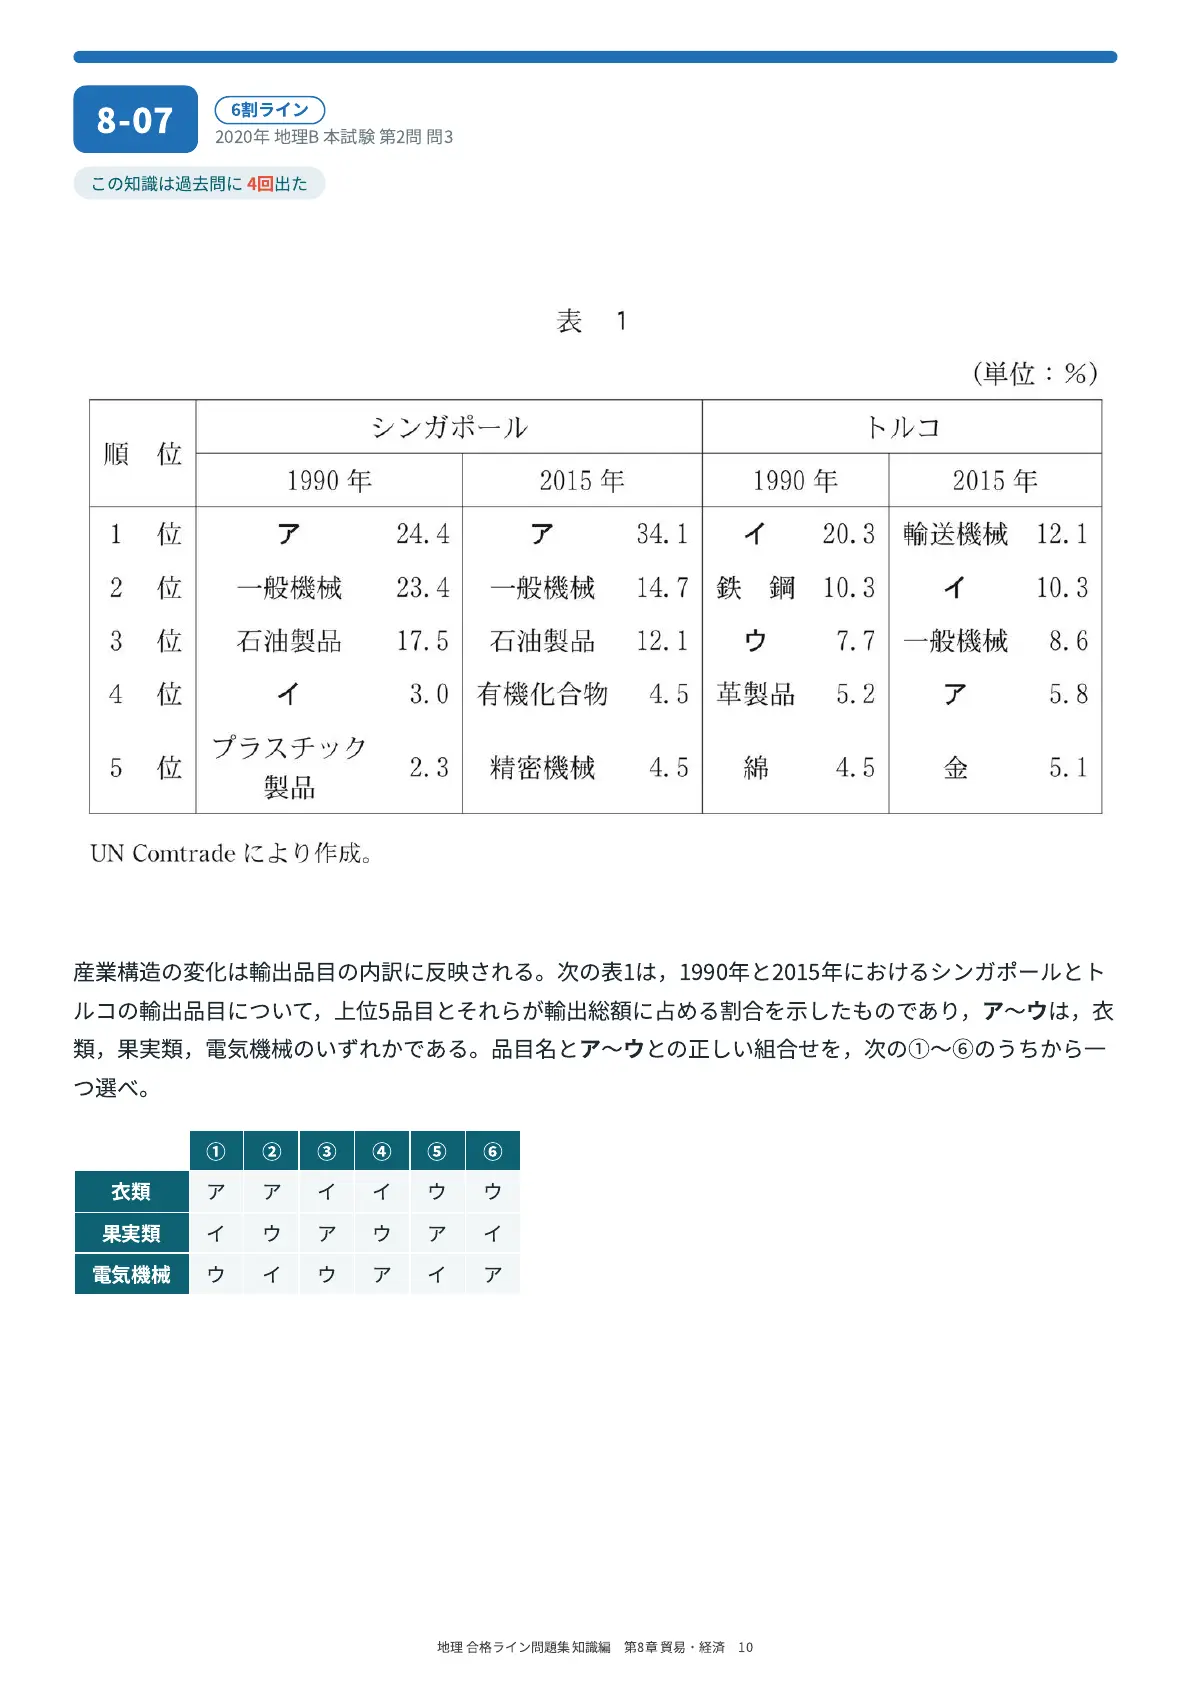 8-07
6割ライン
2020年 地理B 本試験 第2問 問3
この知識は過去問に 4回出た
表 1
(単位：％)
順 位 シンガポール トルコ
1990 年 2015 年 1990 年 2015 年
1 位 ア 24.4 ア 34.1 イ 20.3 輸送機械 12.1
2 位 一般機械 23.4 一般機械 14.7 鉄 鋼 10.3 イ 10.3
3 位 石油製品 17.5 石油製品 12.1 ウ 7.7 一般機械 8.6
4 位 イ 3.0 有機化合物 4.5 革製品 5.2 ア 5.8
5 位 プラスチック製品 2.3 精密機械 4.5 綿 4.5 金 5.1
UN Comtrade により作成。
産業構造の変化は輸出品目の内訳に反映される。次の表1は，1990年と2015年におけるシンガポールとト
ルコの輸出品目について，上位5品目とそれらが輸出総額に占める割合を示したものであり，ア〜ウは，衣
類，果実類，電気機械のいずれかである。品目名とア〜ウとの正しい組合せを，次の①〜⑥のうちから一
つ選べ。
① ② ③ ④ ⑤ ⑥
衣類 ア ア イ イ ウ ウ
果実類 イ ウ ア ウ ア イ
電気機械 ウ イ ウ ア イ ア
地理 合格ライン問題集 知識編 第8章 貿易・経済 10